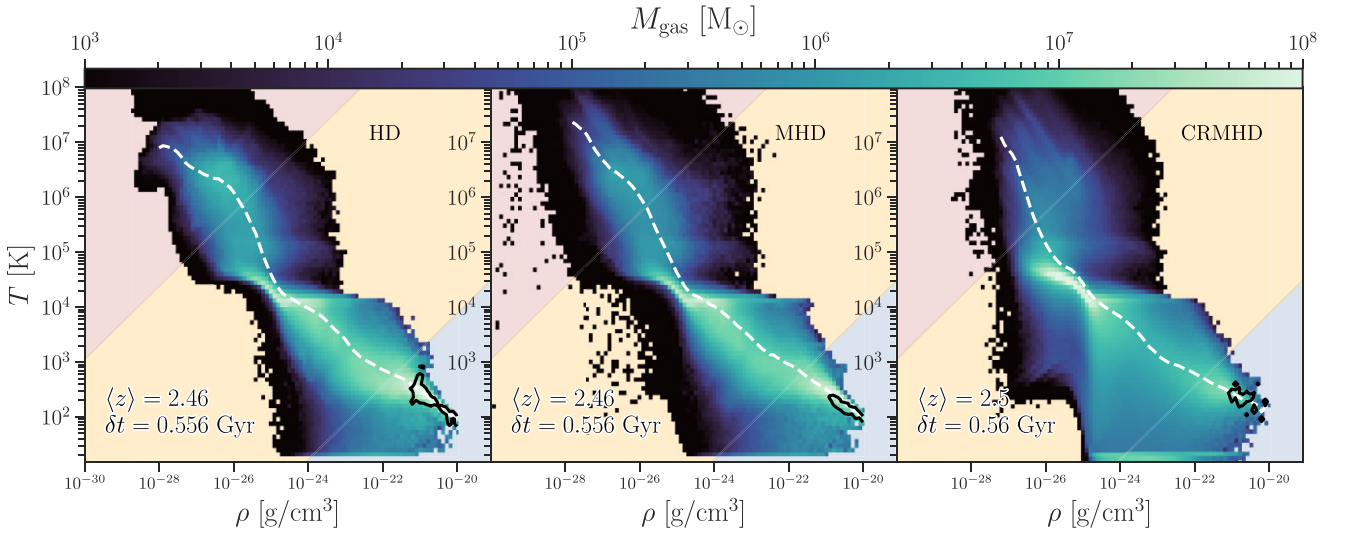 M_gas [M_⊙]
10^3 10^4 10^5 10^6 10^7 10^8
HD
MHD
CRMHD
10^8
10^7 10^7 10^7
10^6 10^6 10^6
10^5 10^5 10^5
10^4 10^4 10^4
10^3 10^3 10^3
10^2 10^2 10^2
T [K]
⟨z⟩ = 2.46
δt = 0.556 Gyr
⟨z⟩ = 2.46
δt = 0.556 Gyr
⟨z⟩ = 2.5
δt = 0.56 Gyr
10^−30 10^−28 10^−26 10^−24 10^−22 10^−20
10^−28 10^−26 10^−24 10^−22 10^−20
10^−28 10^−26 10^−24 10^−22 10^−20
ρ [g/cm^3]
ρ [g/cm^3]
ρ [g/cm^3]